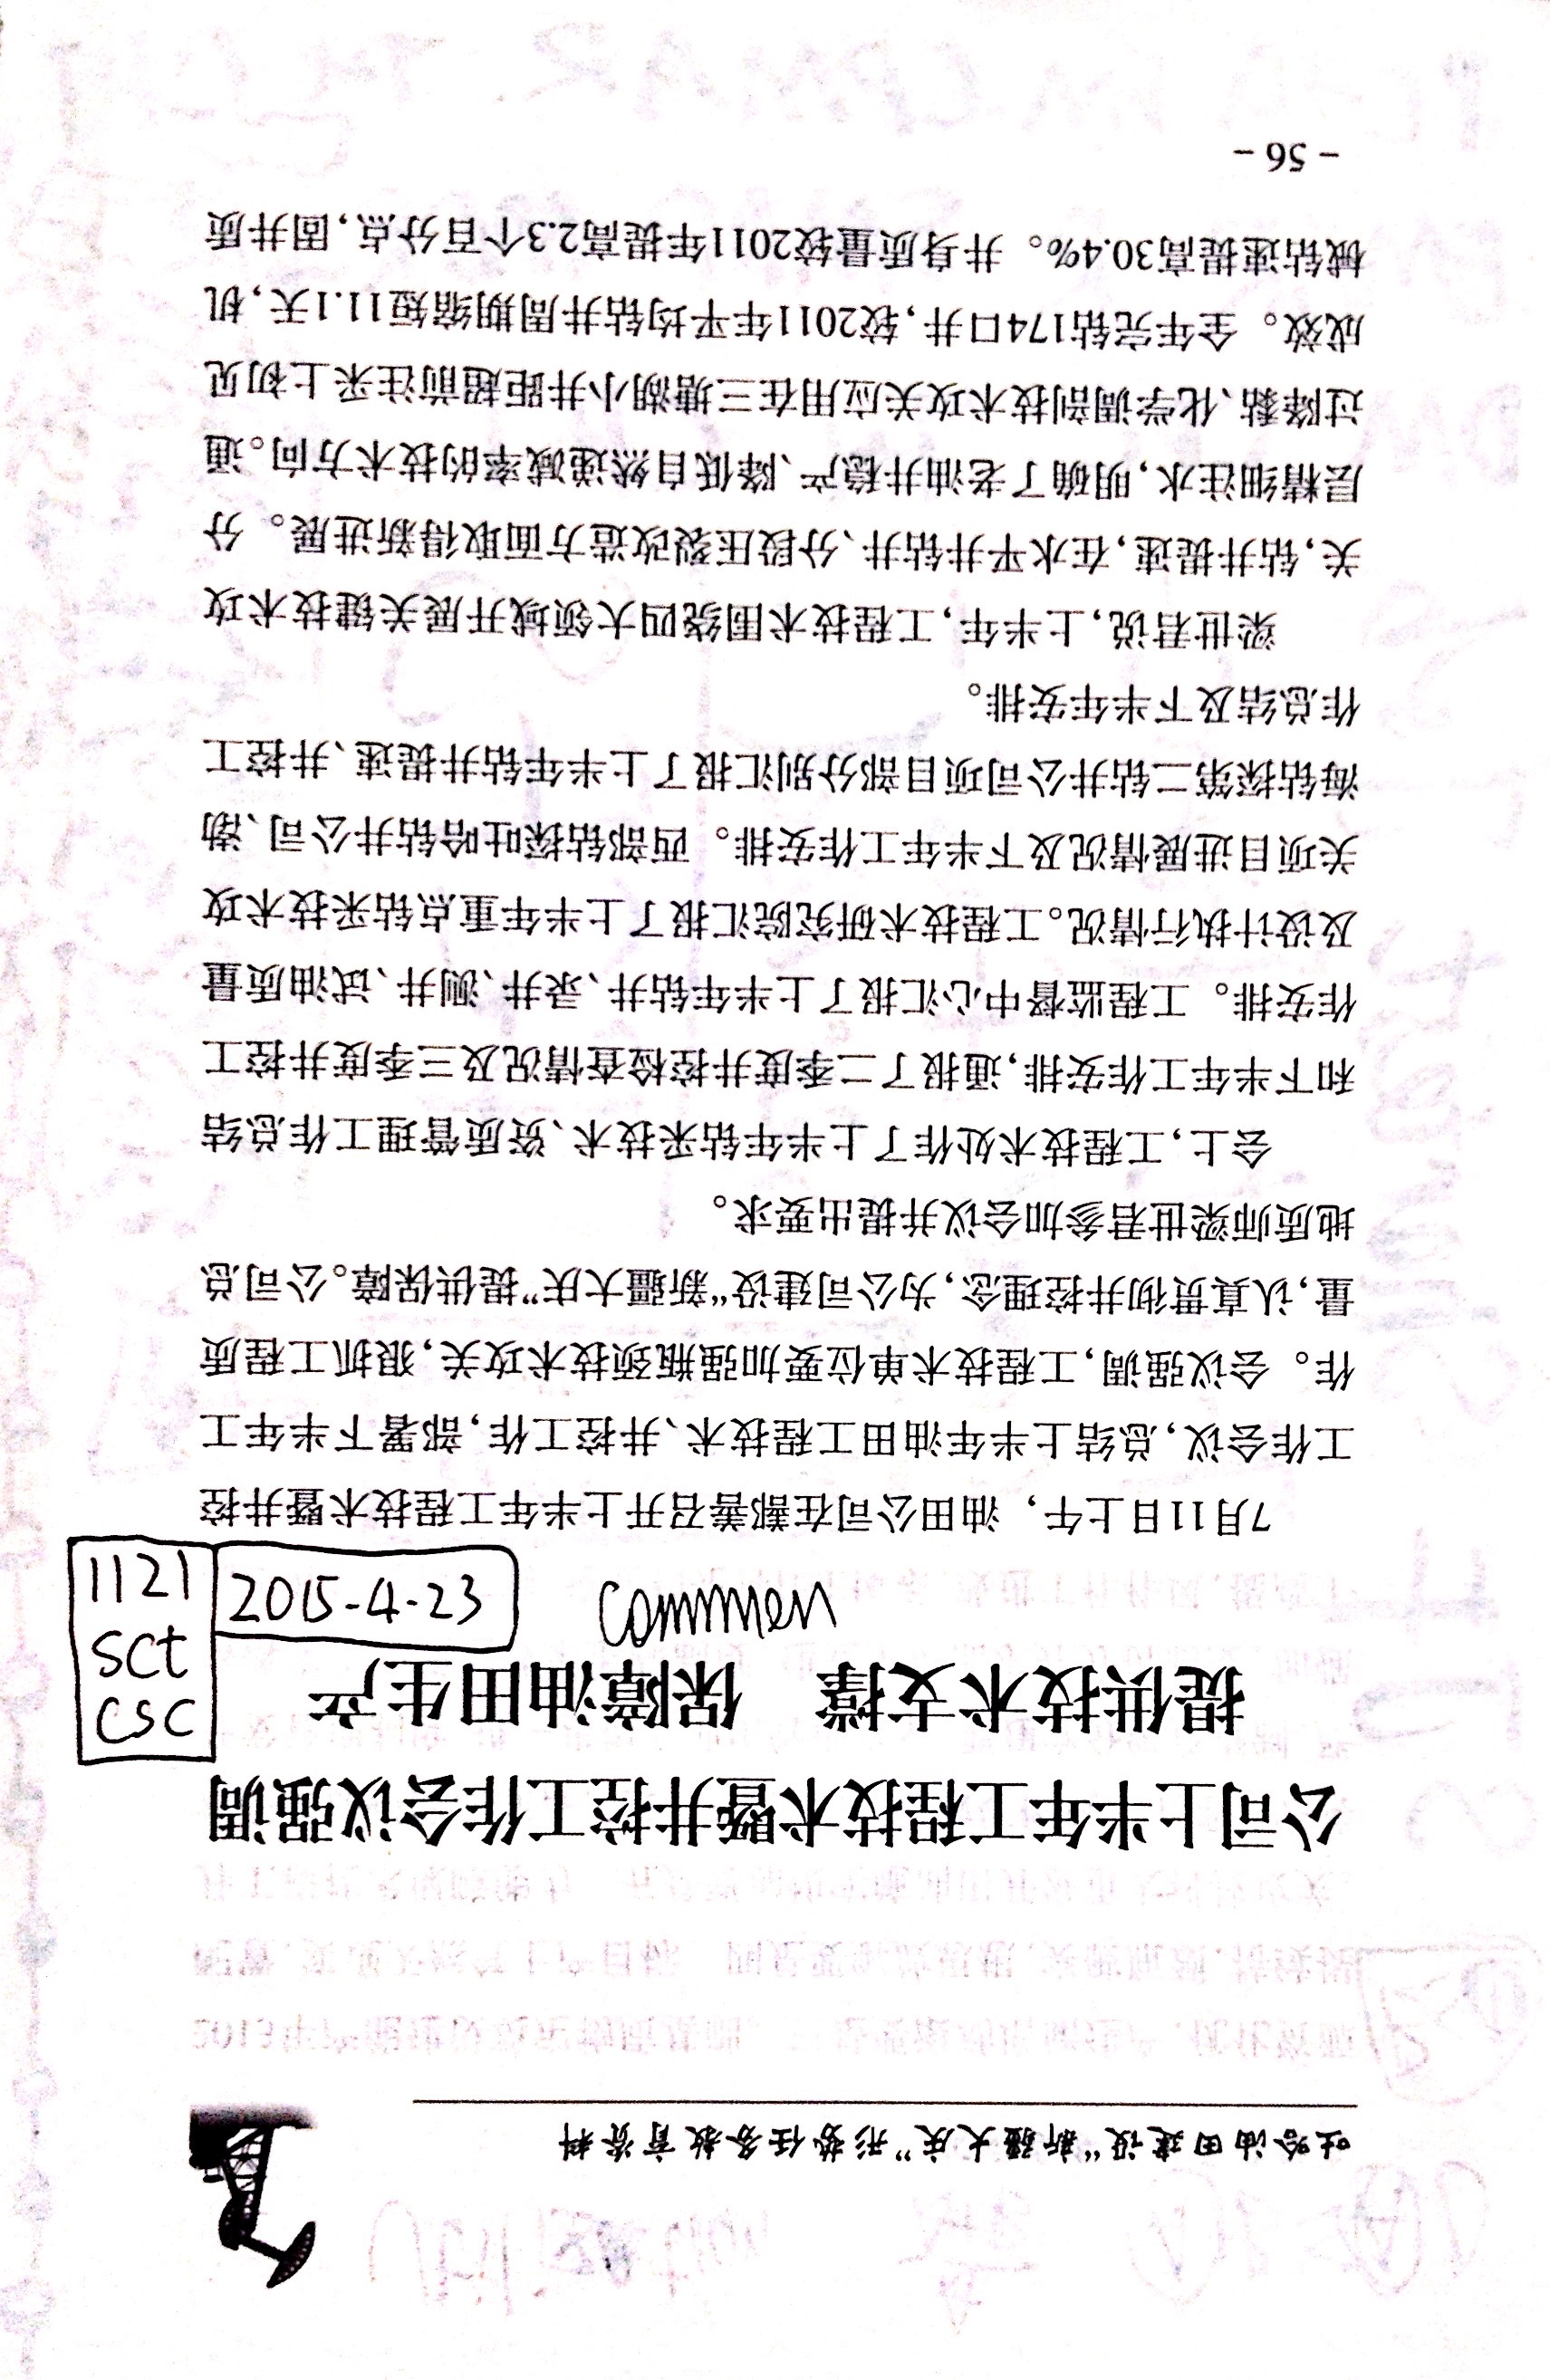 吐哈油田建设“新疆大庆”形势任务教育资料
公司上半年工程技术暨井控工作会议强调
提供技术支撑 保障油田生产
commen
2015-4-23
1121
sct
csc
7月11日上午，油田公司在鄯善召开上半年工程技术暨井控
工作会议，总结上半年油田工程技术、井控工作，部署下半年工
作。会议强调，工程技术单位要加强瓶颈技术攻关，狠抓工程质
量，认真贯彻井控理念，为公司建设“新疆大庆”提供保障。公司总
地质师梁世君参加会议并提出要求。
会上，工程技术处作了上半年钻采技术、资质管理工作总结
和下半年工作安排，通报了二季度井控检查情况及三季度井控工
作安排。工程监督中心汇报了上半年钻井、录井、测井、试油质量
及设计执行情况。工程技术研究院汇报了上半年重点钻采技术攻
关项目进展情况及下半年工作安排。西部钻探吐哈钻井公司、渤
海钻探第二钻井公司项目部分别汇报了上半年钻井提速、井控工
作总结及下半年安排。
梁世君说，上半年，工程技术围绕四大领域开展关键技术攻
关，钻井提速，在水平井钻井、分段压裂改造方面取得新进展。分
层精细注水，明确了老油井稳产、降低自然递减率的技术方向。通
过降黏、化学调剖技术攻关应用在三塘湖小井距超前注采上初见
成效。全年完钻174口井，较2011年平均钻井周期缩短11.1天，机
械钻速提高30.4%。井身质量较2011年提高2.3个百分点，固井质
- 56 -